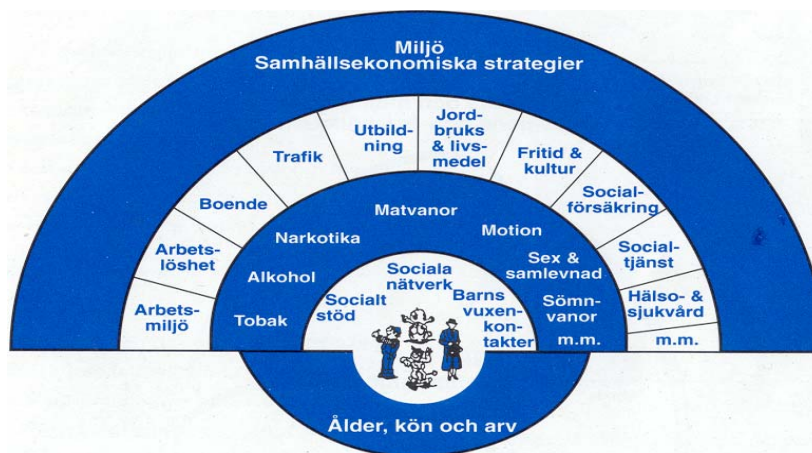 Miljö
Samhällsekonomiska strategier
Arbets-
miljö
Arbets-
löshet
Boende
Trafik
Utbild-
ning
Jord-
bruks
& livs-
medel
Fritid &
kultur
Social-
försäkring
Social-
tjänst
Hälso- &
sjukvård
m.m.
Tobak
Alkohol
Narkotika
Matvanor
Motion
Sex &
samlevnad
Sömn-
vanor
m.m.
Socialt
stöd
Sociala
nätverk
Barns
vuxen-
kon-
takter
Ålder, kön och arv